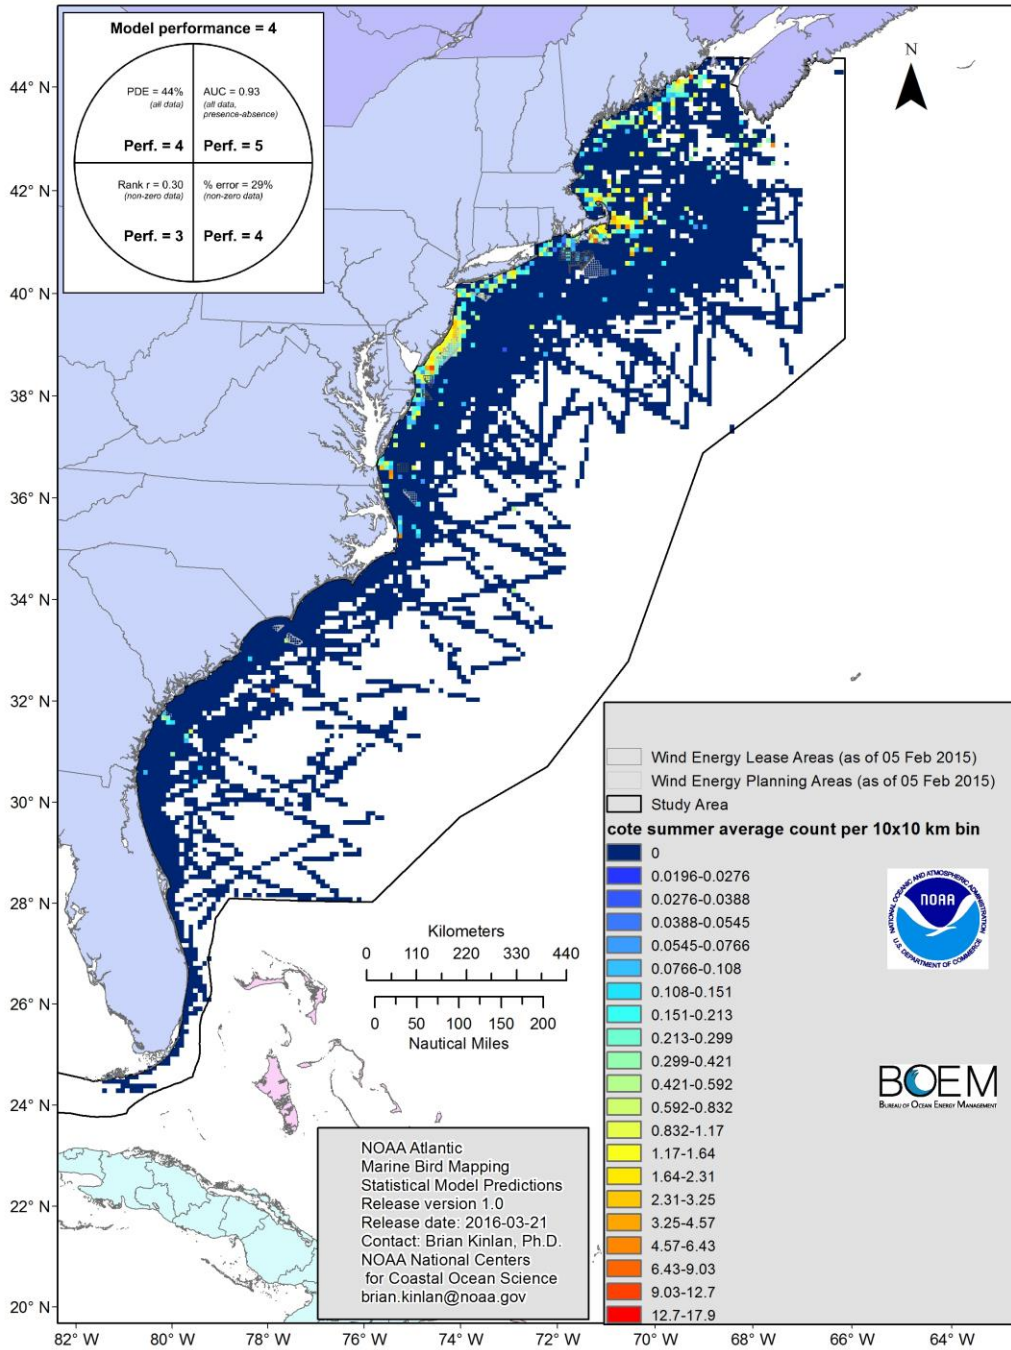 Model performance = 4
PDE = 44%
(all data)
AUC = 0.93
(all data,
presence-absence)
Perf. = 4
Perf. = 5
Rank r = 0.30
(non-zero data)
% error = 29%
(non-zero data)
Perf. = 3
Perf. = 4
N
44° N
42° N
40° N
38° N
36° N
34° N
32° N
30° N
28° N
26° N
24° N
22° N
20° N
Kilometers
0 110 220 330 440
0 50 100 150 200
Nautical Miles
Wind Energy Lease Areas (as of 05 Feb 2015)
Wind Energy Planning Areas (as of 05 Feb 2015)
Study Area
cote summer average count per 10x10 km bin
0
0.0196-0.0276
0.0276-0.0388
0.0388-0.0545
0.0545-0.0766
0.0766-0.108
0.108-0.151
0.151-0.213
0.213-0.299
0.299-0.421
0.421-0.592
0.592-0.832
0.832-1.17
1.17-1.64
1.64-2.31
2.31-3.25
3.25-4.57
4.57-6.43
6.43-9.03
9.03-12.7
12.7-17.9
NATIONAL OCEANIC AND ATMOSPHERIC ADMINISTRATION
NOAA
U.S. DEPARTMENT OF COMMERCE
BOEM
BUREAU OF OCEAN ENERGY MANAGEMENT
NOAA Atlantic
Marine Bird Mapping
Statistical Model Predictions
Release version 1.0
Release date: 2016-03-21
Contact: Brian Kinlan, Ph.D.
NOAA National Centers
for Coastal Ocean Science
brian.kinlan@noaa.gov
82° W 80° W 78° W 76° W 74° W 72° W 70° W 68° W 66° W 64° W